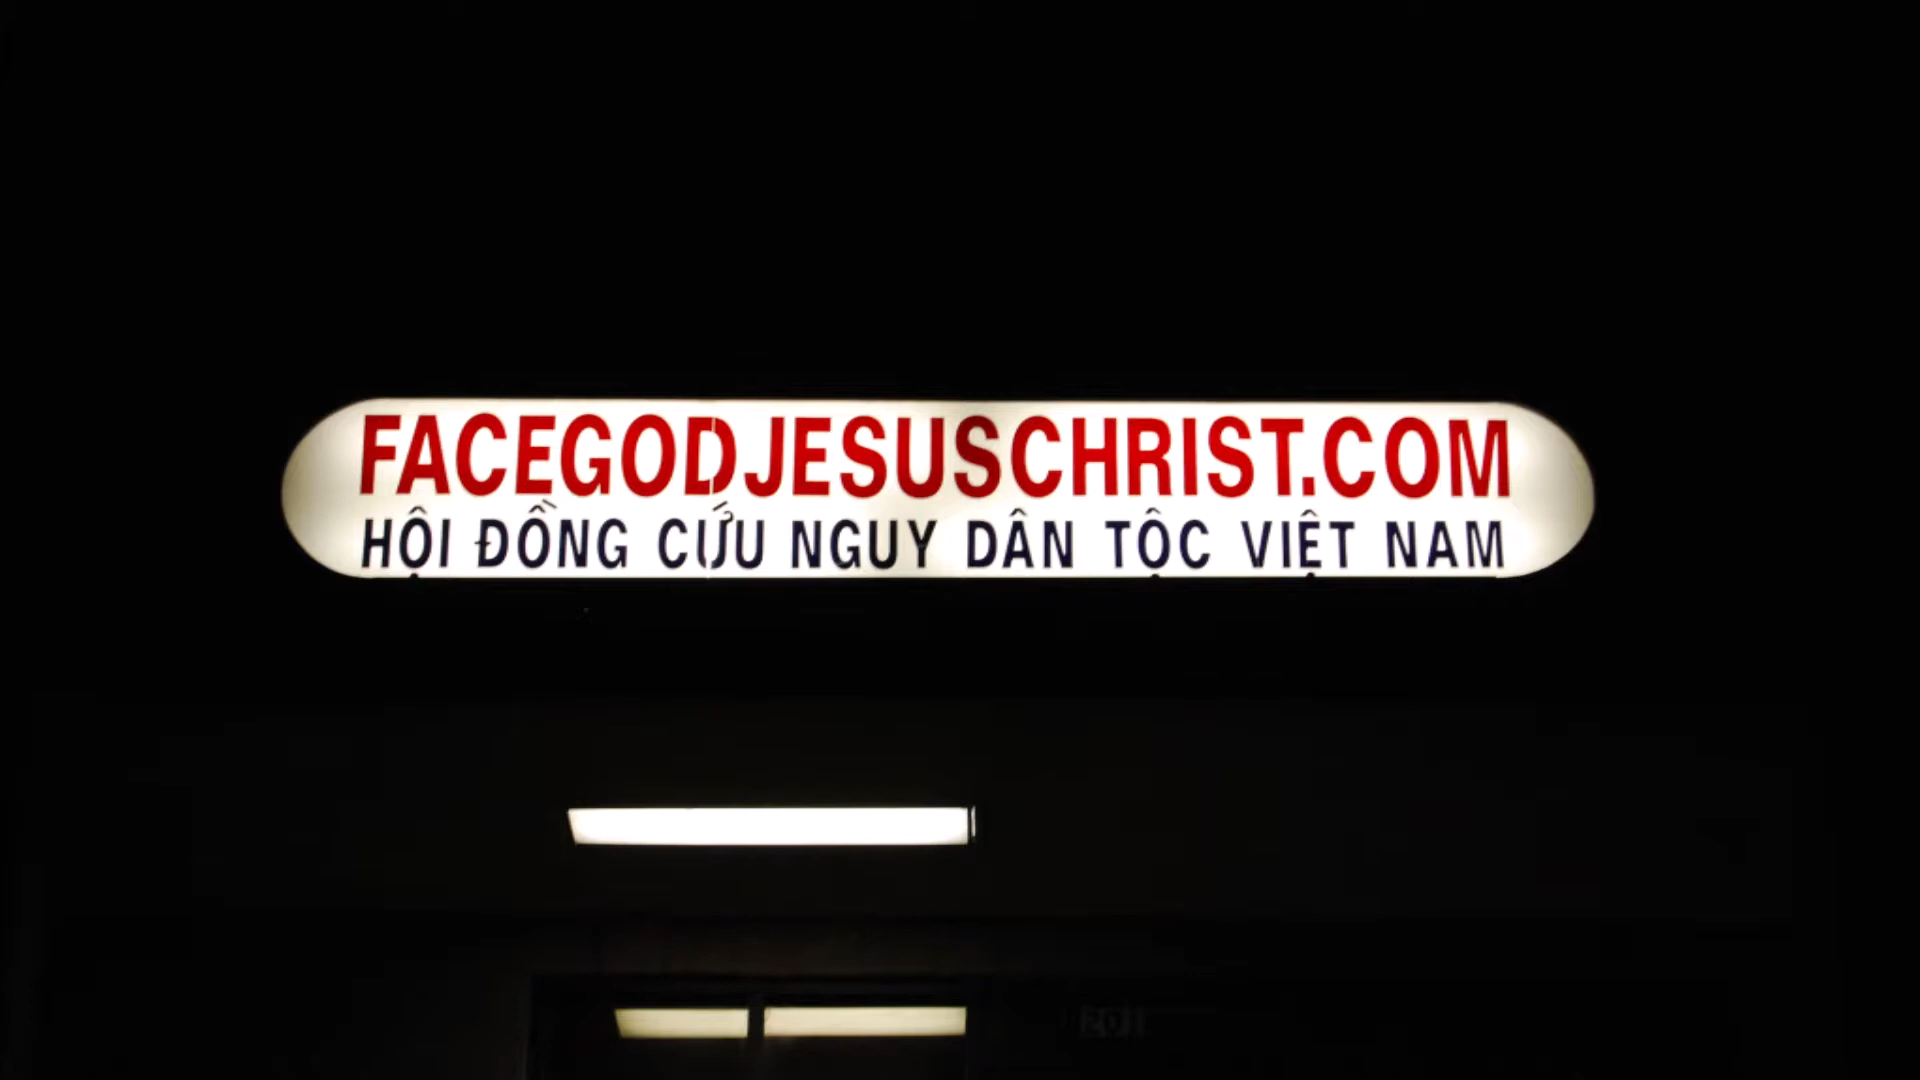 FACEGODJESUSCHRIST.COM
HỘI ĐỒNG CỨU NGUY DÂN TỘC VIỆT NAM